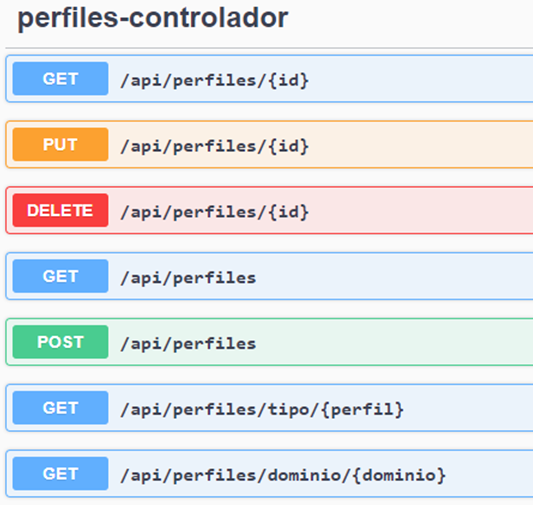 perfiles-controlador
GET /api/perfiles/{id}
PUT /api/perfiles/{id}
DELETE /api/perfiles/{id}
GET /api/perfiles
POST /api/perfiles
GET /api/perfiles/tipo/{perfil}
GET /api/perfiles/dominio/{dominio}